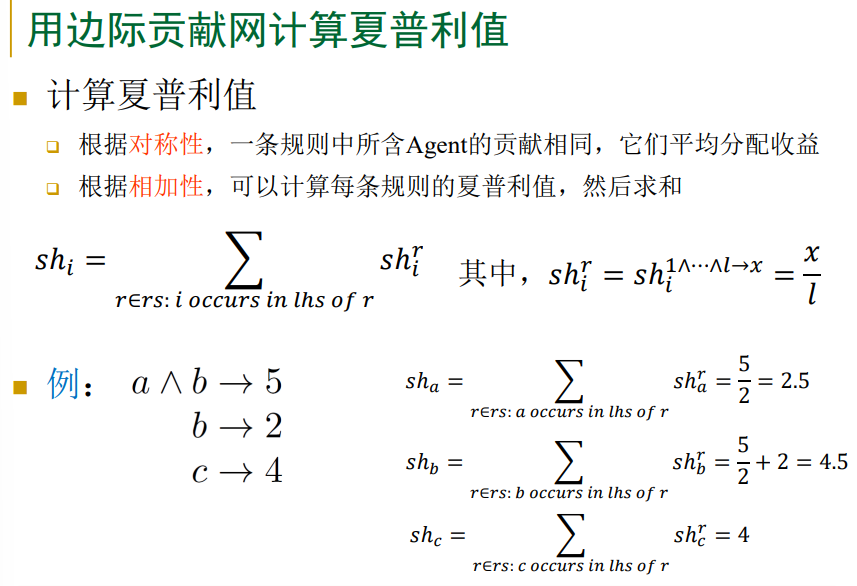 用边际贡献网计算夏普利值
■ 计算夏普利值
❑ 根据对称性，一条规则中所含Agent的贡献相同，它们平均分配收益
❑ 根据相加性，可以计算每条规则的夏普利值，然后求和
$sh_i = \sum_{r \in rs:\, i\ occurs\ in\ lhs\ of\ r} sh_i^r$ 其中，$sh_i^r = sh_i^{1 \wedge \cdots \wedge l \to x} = \frac{x}{l}$
■ 例： $a \wedge b \to 5$
$b \to 2$
$c \to 4$
$sh_a = \sum_{r \in rs:\, a\ occurs\ in\ lhs\ of\ r} sh_a^r = \frac{5}{2} = 2.5$
$sh_b = \sum_{r \in rs:\, b\ occurs\ in\ lhs\ of\ r} sh_b^r = \frac{5}{2} + 2 = 4.5$
$sh_c = \sum_{r \in rs:\, c\ occurs\ in\ lhs\ of\ r} sh_c^r = 4$